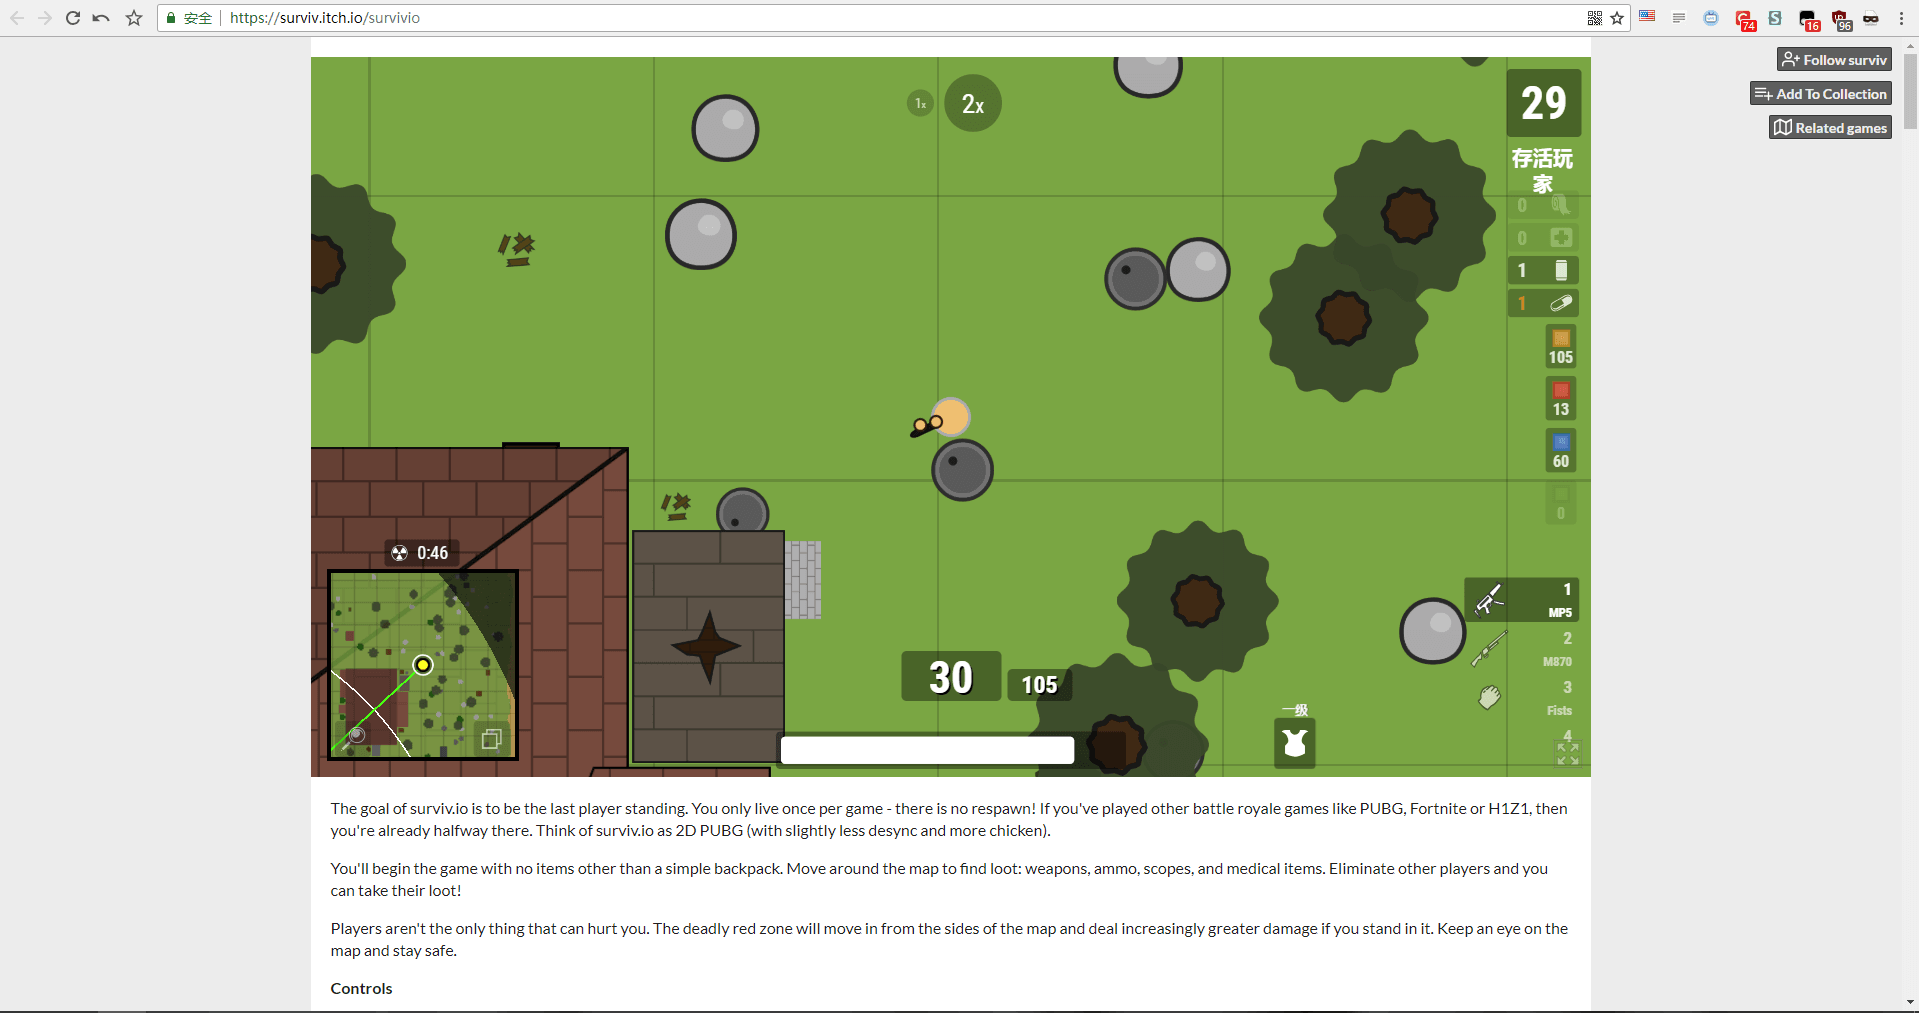 安全
https://surviv.itch.io/survivio
74
16
96
Follow surviv
Add To Collection
Related games
1x
2x
29
存活玩
家
0
0
1
1
105
13
60
0
0:46
1
MP5
2
M870
3
Fists
4
30
105
一级
The goal of surviv.io is to be the last player standing. You only live once per game - there is no respawn! If you've played other battle royale games like PUBG, Fortnite or H1Z1, then
you're already halfway there. Think of surviv.io as 2D PUBG (with slightly less desync and more chicken).
You'll begin the game with no items other than a simple backpack. Move around the map to find loot: weapons, ammo, scopes, and medical items. Eliminate other players and you
can take their loot!
Players aren't the only thing that can hurt you. The deadly red zone will move in from the sides of the map and deal increasingly greater damage if you stand in it. Keep an eye on the
map and stay safe.
Controls